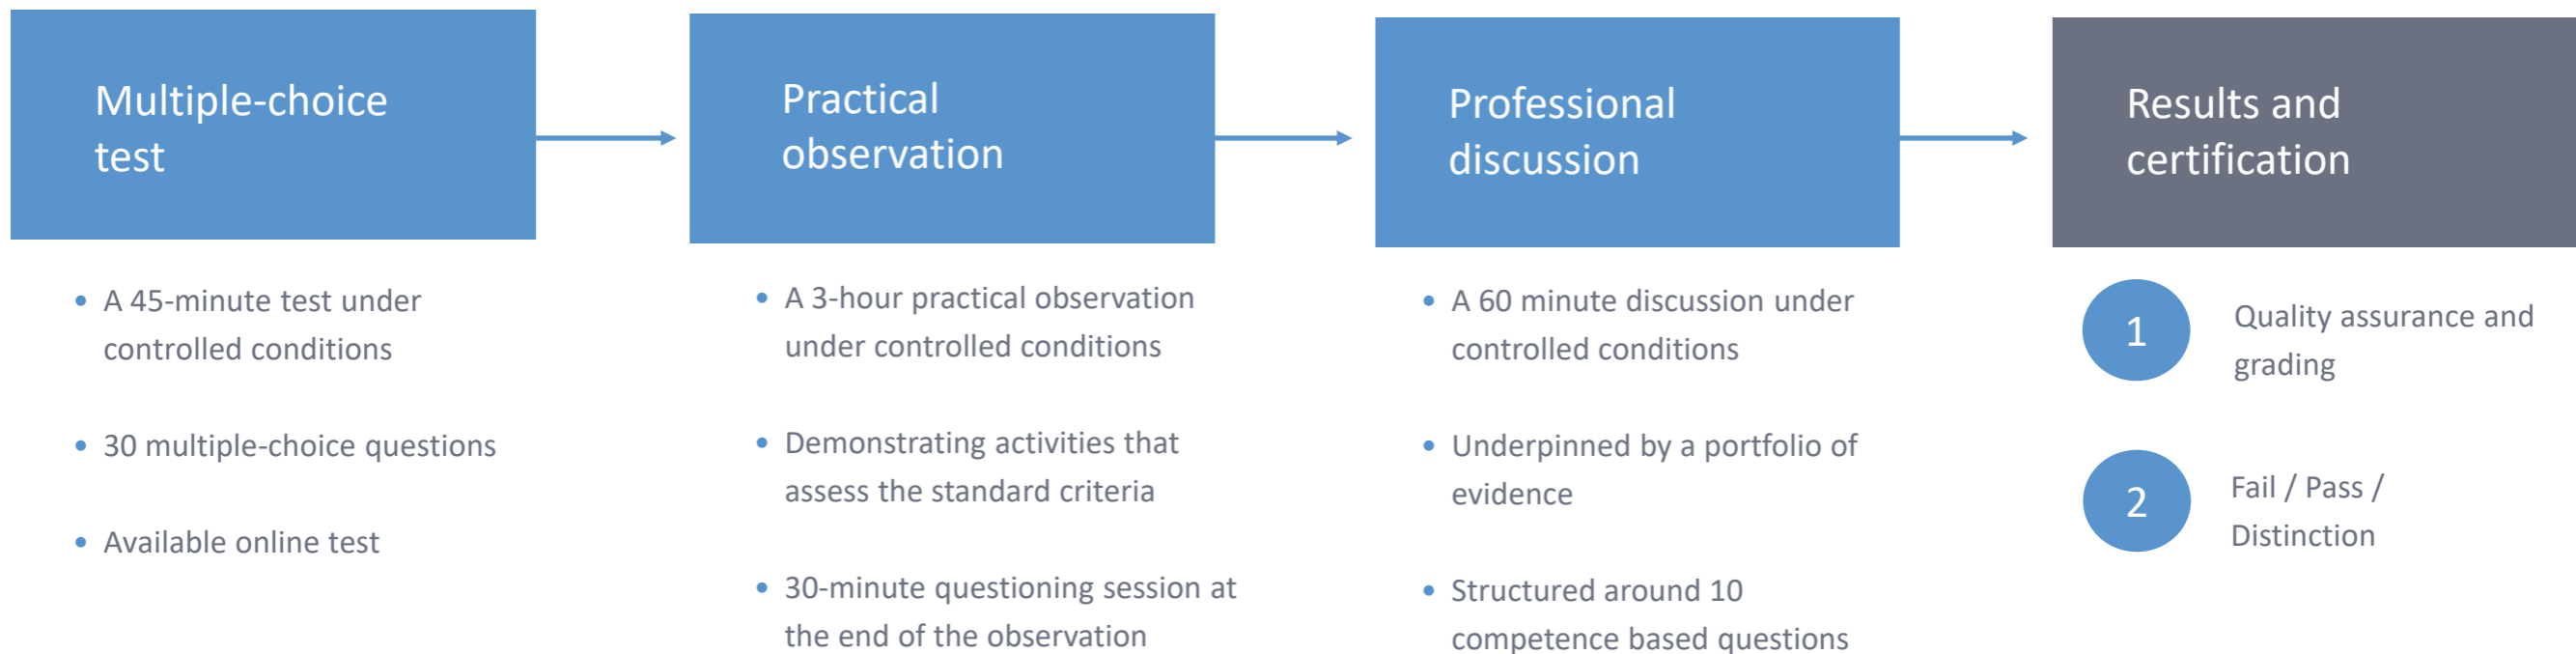 Multiple-choice
test
• A 45-minute test under
controlled conditions
• 30 multiple-choice questions
• Available online test
Practical
observation
• A 3-hour practical observation
under controlled conditions
• Demonstrating activities that
assess the standard criteria
• 30-minute questioning session at
the end of the observation
Professional
discussion
• A 60 minute discussion under
controlled conditions
• Underpinned by a portfolio of
evidence
• Structured around 10
competence based questions
Results and
certification
1
Quality assurance and
grading
2
Fail / Pass /
Distinction